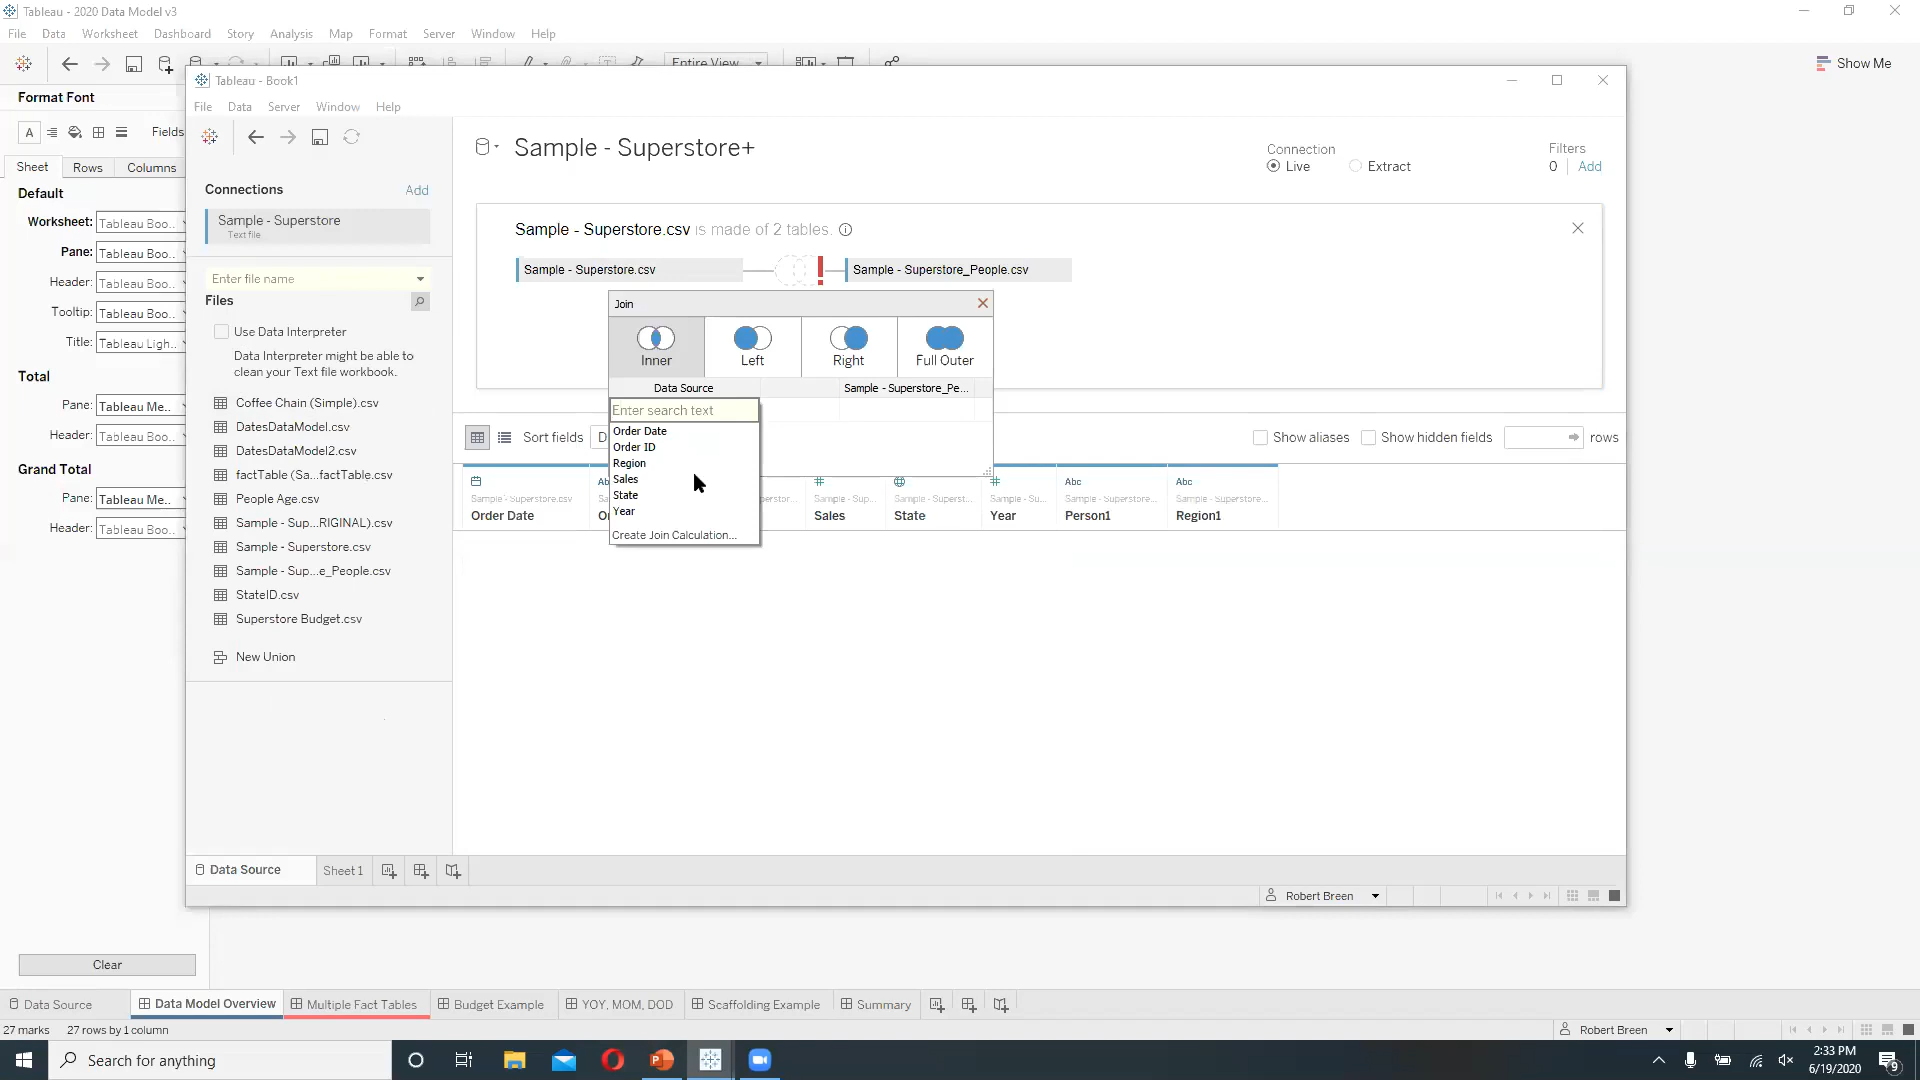 Tableau - 2020 Data Model v3
File Data Worksheet Dashboard Story Analysis Map Format Server Window Help
Entire View
Show Me
Format Font
Fields
Sheet Rows Columns
Default
Worksheet: Tableau Boo..
Pane: Tableau Boo..
Header: Tableau Boo..
Tooltip: Tableau Boo..
Title: Tableau Ligh..
Total
Pane: Tableau Me..
Header: Tableau Boo..
Grand Total
Pane: Tableau Me..
Header: Tableau Boo..
Clear
Tableau - Book1
File Data Server Window Help
Connections Add
Sample - Superstore
Text file
Enter file name
Files
Use Data Interpreter
Data Interpreter might be able to
clean your Text file workbook.
Coffee Chain (Simple).csv
DatesDataModel.csv
DatesDataModel2.csv
factTable (Sa...factTable.csv
People Age.csv
Sample - Sup...RIGINAL).csv
Sample - Superstore.csv
Sample - Sup...e_People.csv
StateID.csv
Superstore Budget.csv
New Union
Sample - Superstore+
Connection
Live Extract
Filters
0 Add
Sample - Superstore.csv is made of 2 tables.
Sample - Superstore.csv Sample - Superstore_People.csv
Join
Inner Left Right Full Outer
Data Source Sample - Superstore_Pe...
Enter search text
Order Date
Order ID
Region
Sales
State
Year
Create Join Calculation...
Sort fields D
Show aliases Show hidden fields rows
Abc Abc
Sample - Superstore.csv Sample - Sup... Sample - Superst... Sample - Su... Sample - Superstore... Sample - Superstore...
Order Date Sales State Year Person1 Region1
Data Source Sheet 1
Robert Breen
Data Source Data Model Overview Multiple Fact Tables Budget Example YOY, MOM, DOD Scaffolding Example Summary
27 marks 27 rows by 1 column
Robert Breen
Search for anything
2:33 PM
6/19/2020
9